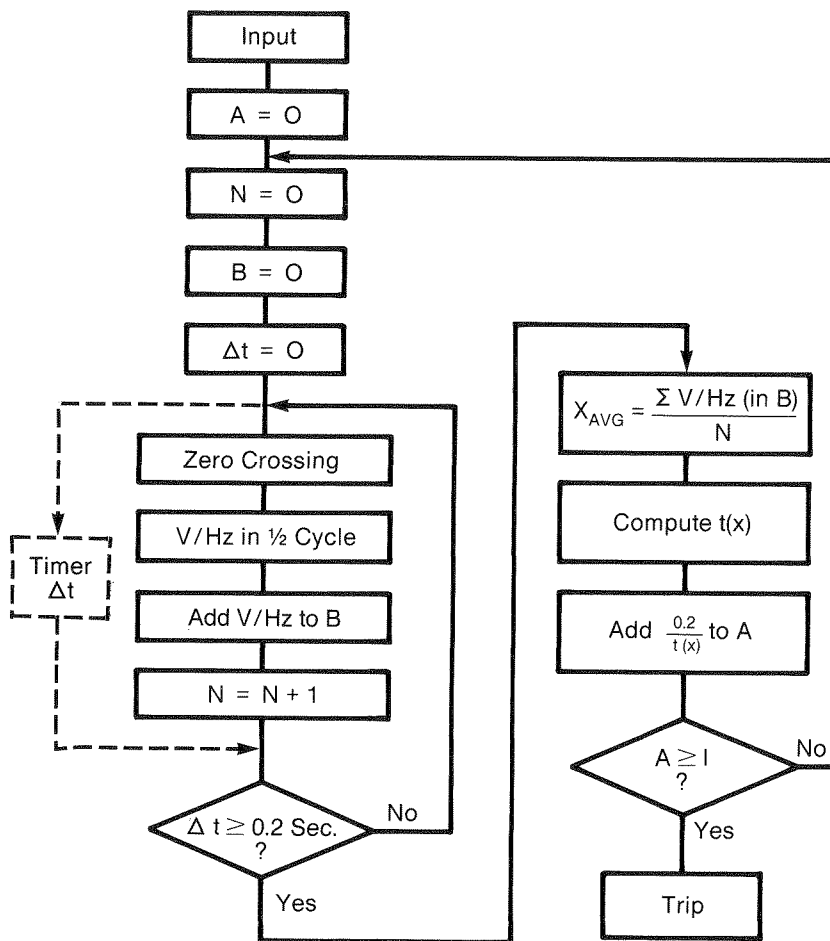 Input
A = O
N = O
B = O
Δt = O
Zero Crossing
V/Hz in ½ Cycle
Add V/Hz to B
N = N + 1
Timer
Δt
Δ t ≥ 0.2 Sec.
?
No
Yes
X_AVG = Σ V/Hz (in B) / N
Compute t(x)
Add 0.2 / t (x) to A
A ≥ I
?
No
Yes
Trip